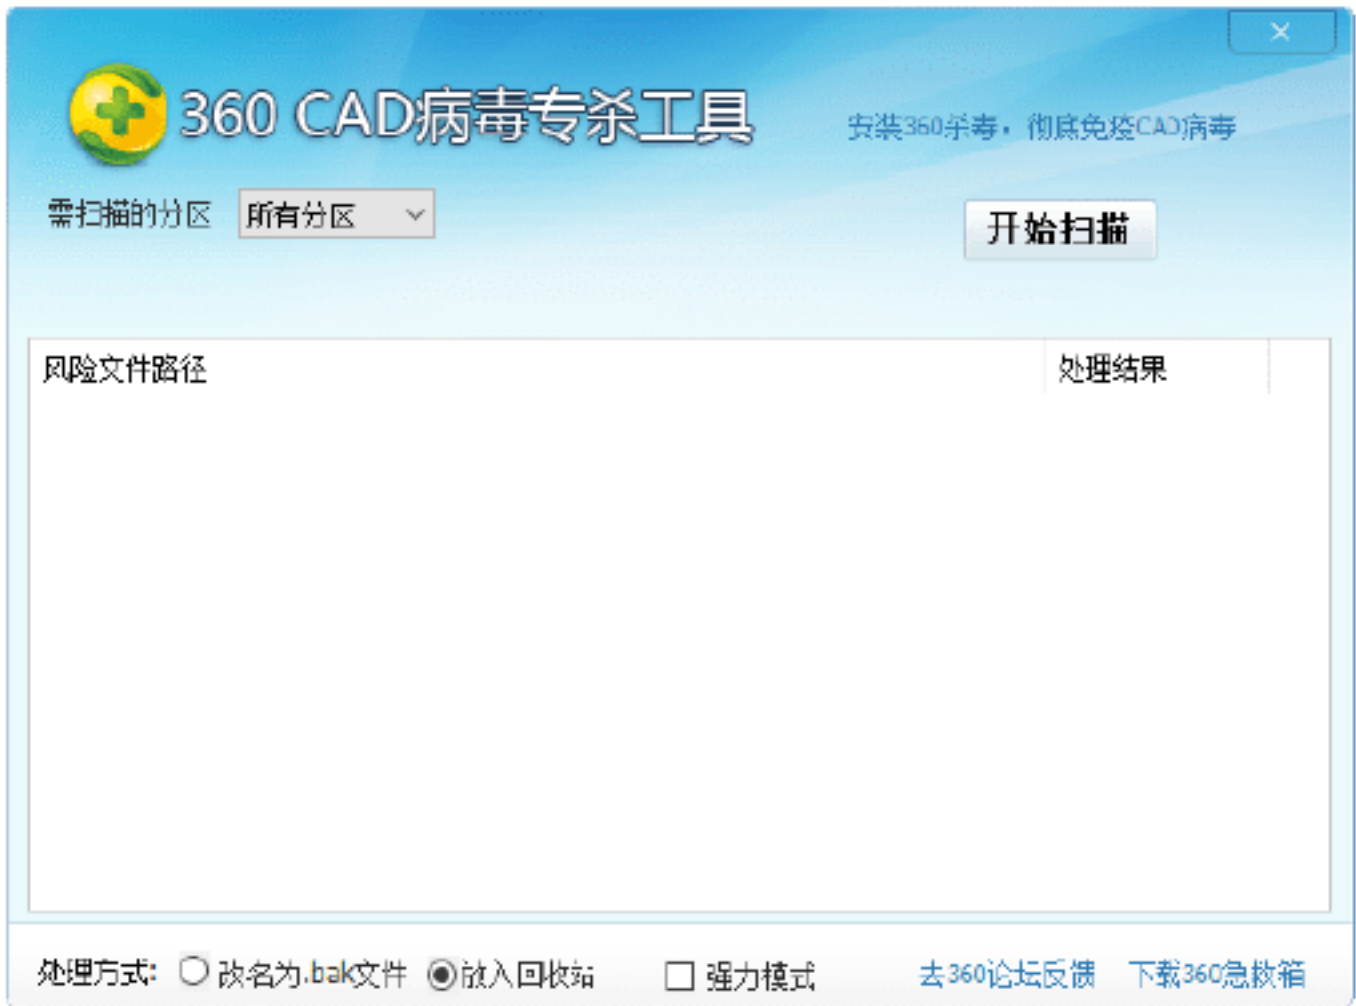 360 CAD病毒专杀工具
安装360杀毒，彻底免疫CAD病毒
需扫描的分区 所有分区
开始扫描
风险文件路径 处理结果
处理方式: 改名为.bak文件 放入回收站 强力模式 去360论坛反馈 下载360急救箱